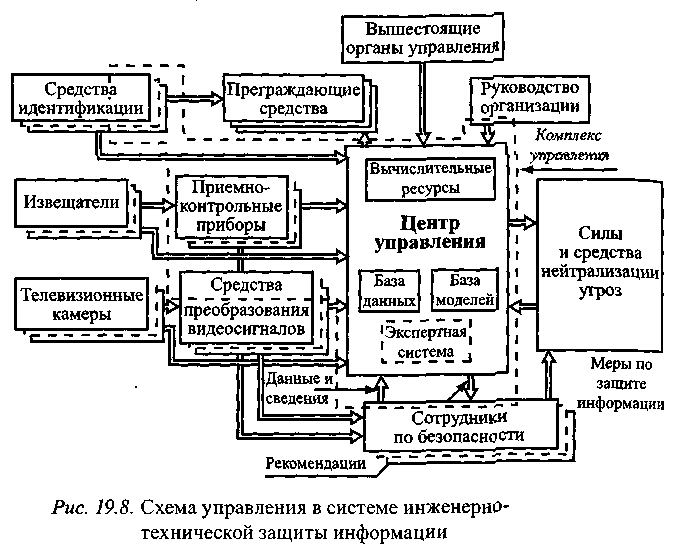 Вышестоящие
органы управления
Средства
идентификации
Преграждающие
средства
Руководство
организации
Комплекс
управления
Вычислительные
ресурсы
Извещатели
Приемно-
контрольные
приборы
Центр
управления
Силы
и средства
нейтрализации
угроз
Телевизионные
камеры
Средства
преобразования
видеосигналов
База
данных
База
моделей
Экспертная
система
Данные и
сведения
Меры по
защите
информации
Сотрудники
по безопасности
Рекомендации
Рис. 19.8. Схема управления в системе инженерно-
технической защиты информации